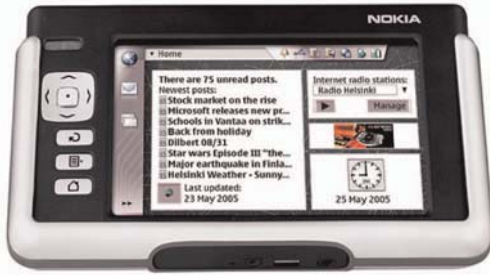 NOKIA
Home
There are 75 unread posts.
Newest posts:
Stock market on the rise
Microsoft releases new pr...
Schools in Vantaa on strik...
Back from holiday
Dilbert 08/31
Star wars Episode III "the...
Major earthquake in Finla...
Helsinki Weather - Sunny...
Last updated:
23 May 2005
Internet radio stations:
Radio Helsinki
Manage
25 May 2005